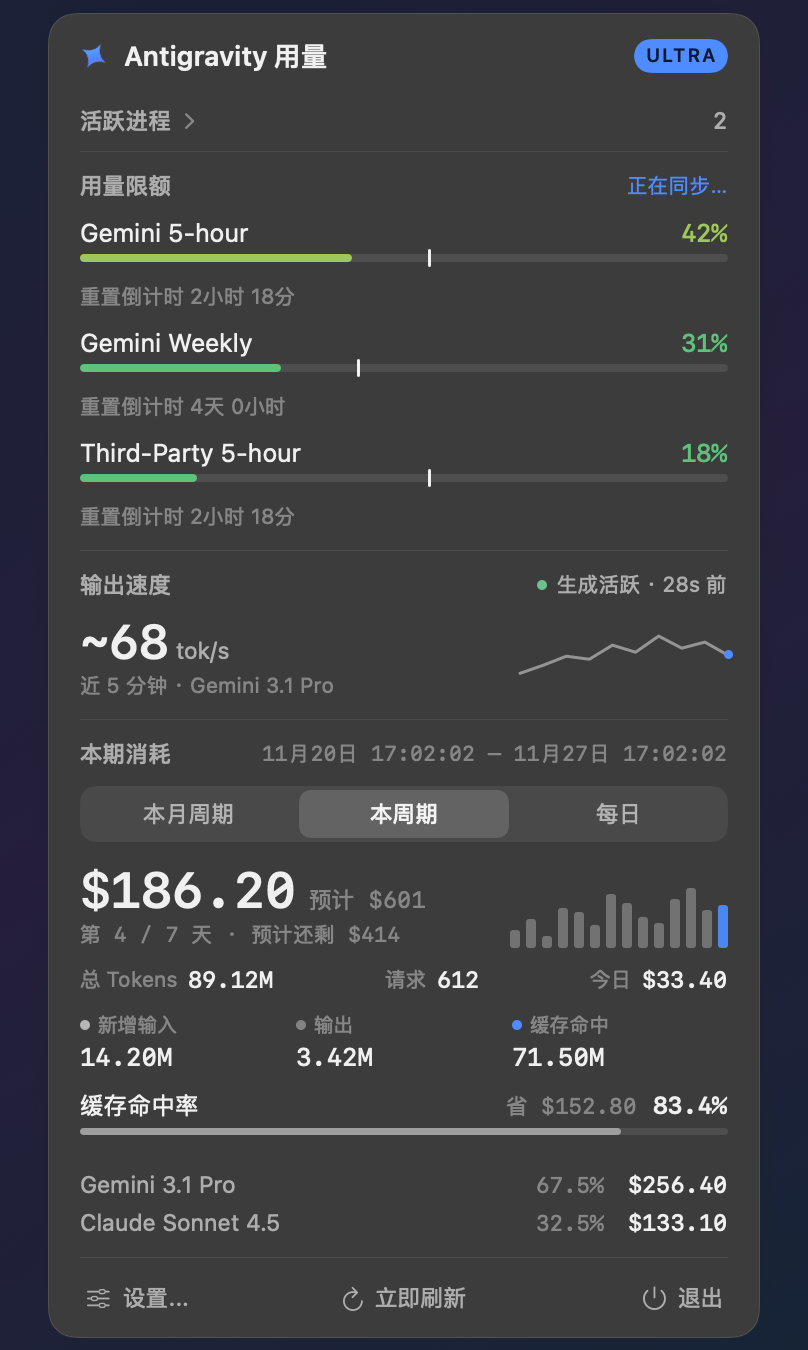 Antigravity 用量 ULTRA
活跃进程 2
用量限额 正在同步...
Gemini 5-hour 42%
重置倒计时 2小时 18分
Gemini Weekly 31%
重置倒计时 4天 0小时
Third-Party 5-hour 18%
重置倒计时 2小时 18分
输出速度 生成活跃 · 28s 前
~68 tok/s
近 5 分钟 · Gemini 3.1 Pro
本期消耗 11月20日 17:02:02 — 11月27日 17:02:02
本月周期 本周期 每日
$186.20 预计 $601
第 4 / 7 天 · 预计还剩 $414
总 Tokens 89.12M 请求 612 今日 $33.40
新增输入 输出 缓存命中
14.20M 3.42M 71.50M
缓存命中率 省 $152.80 83.4%
Gemini 3.1 Pro 67.5% $256.40
Claude Sonnet 4.5 32.5% $133.10
设置... 立即刷新 退出